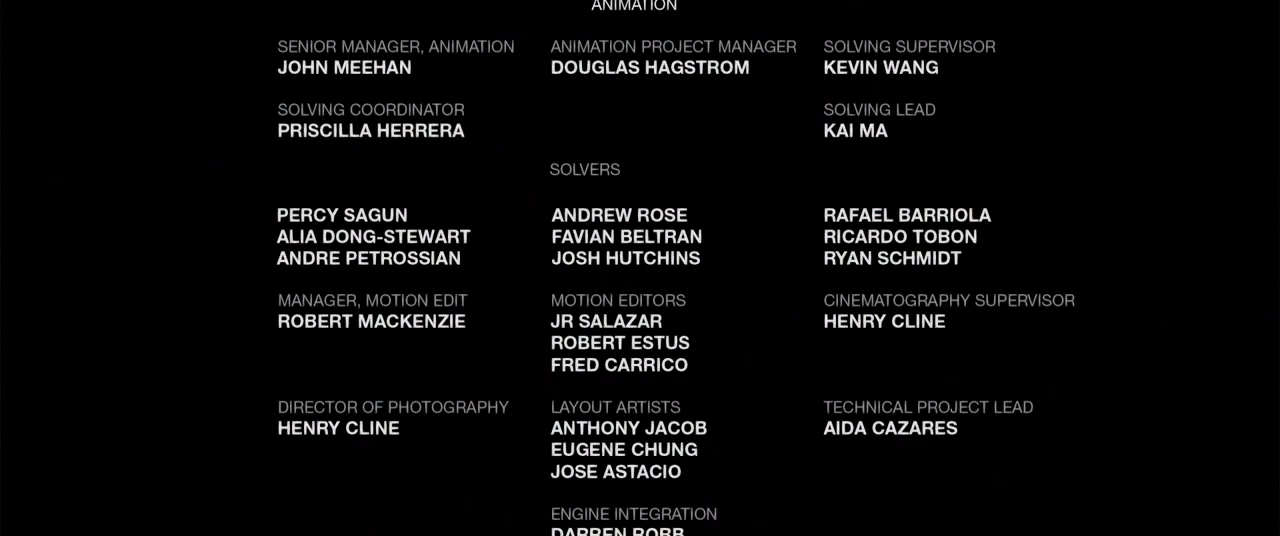 ANIMATION
SENIOR MANAGER, ANIMATION
JOHN MEEHAN
ANIMATION PROJECT MANAGER
DOUGLAS HAGSTROM
SOLVING SUPERVISOR
KEVIN WANG
SOLVING COORDINATOR
PRISCILLA HERRERA
SOLVING LEAD
KAI MA
SOLVERS
PERCY SAGUN
ALIA DONG-STEWART
ANDRE PETROSSIAN
ANDREW ROSE
FAVIAN BELTRAN
JOSH HUTCHINS
RAFAEL BARRIOLA
RICARDO TOBON
RYAN SCHMIDT
MANAGER, MOTION EDIT
ROBERT MACKENZIE
MOTION EDITORS
JR SALAZAR
ROBERT ESTUS
FRED CARRICO
CINEMATOGRAPHY SUPERVISOR
HENRY CLINE
DIRECTOR OF PHOTOGRAPHY
HENRY CLINE
LAYOUT ARTISTS
ANTHONY JACOB
EUGENE CHUNG
JOSE ASTACIO
TECHNICAL PROJECT LEAD
AIDA CAZARES
ENGINE INTEGRATION
DARREN